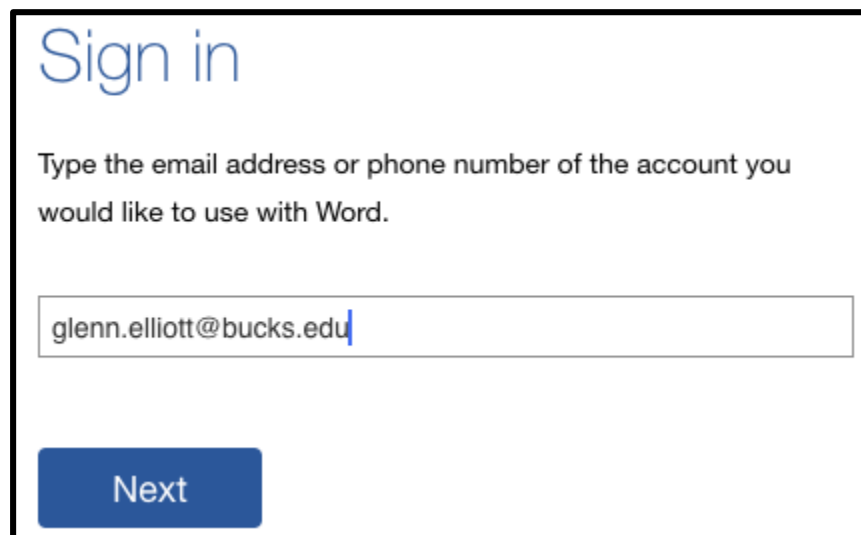 Sign in
Type the email address or phone number of the account you
would like to use with Word.
glenn.elliott@bucks.edu
Next